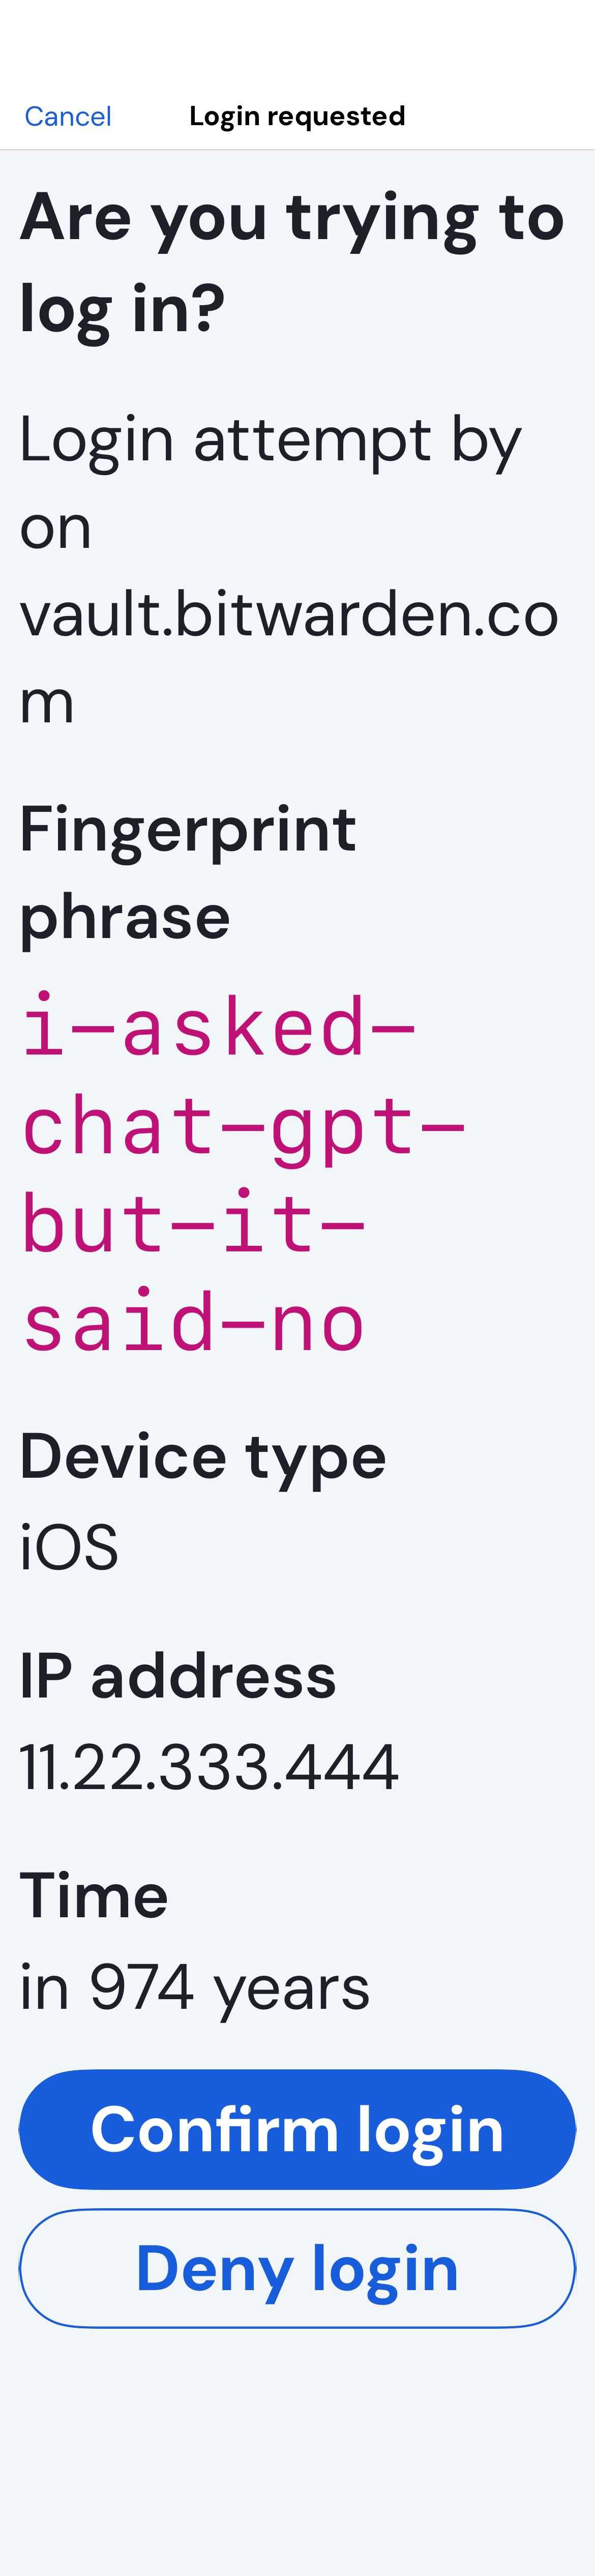 Cancel
Login requested
Are you trying to
log in?
Login attempt by
on
vault.bitwarden.co
m
Fingerprint
phrase
i-asked-
chat-gpt-
but-it-
said-no
Device type
iOS
IP address
11.22.333.444
Time
in 974 years
Confirm login
Deny login